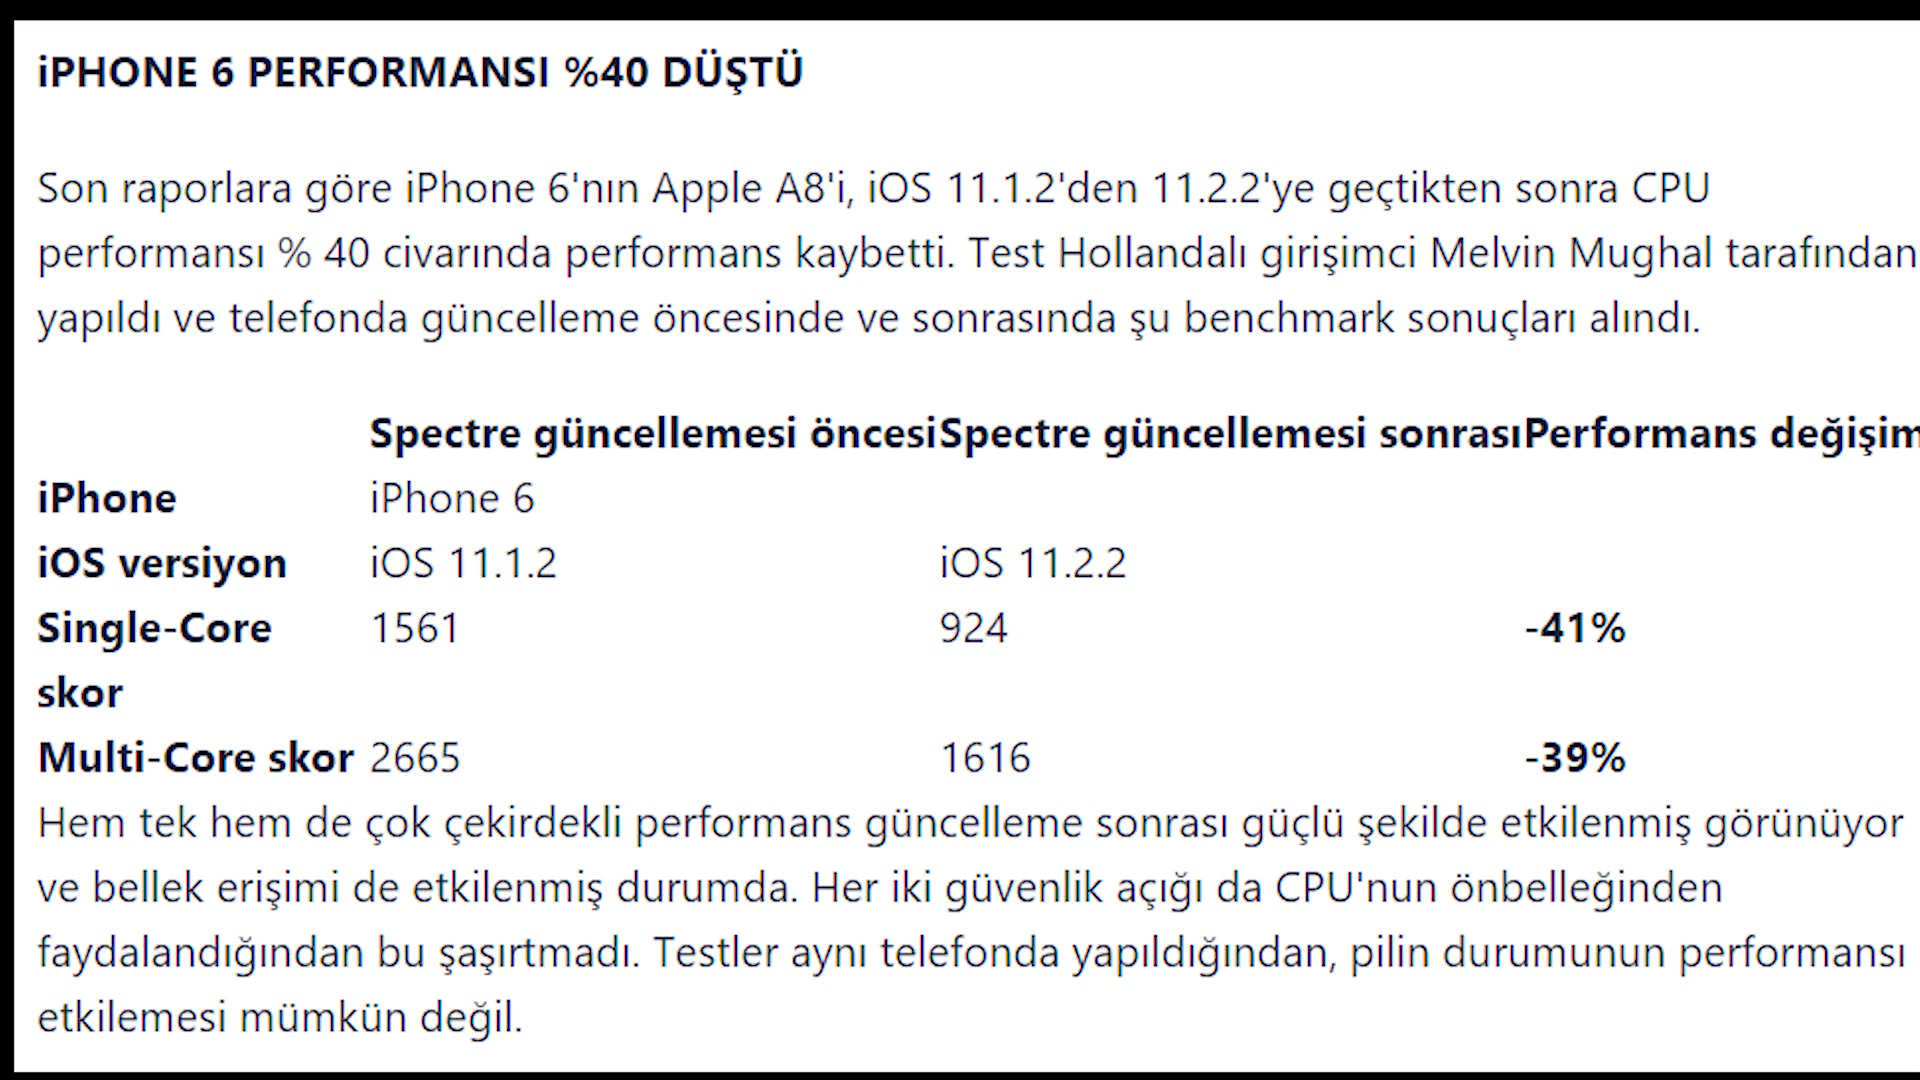 iPHONE 6 PERFORMANSI %40 DÜŞTÜ
Son raporlara göre iPhone 6'nın Apple A8'i, iOS 11.1.2'den 11.2.2'ye geçtikten sonra CPU
performansı % 40 civarında performans kaybetti. Test Hollandalı girişimci Melvin Mughal tarafından
yapıldı ve telefonda güncelleme öncesinde ve sonrasında şu benchmark sonuçları alındı.
Spectre güncellemesi öncesi Spectre güncellemesi sonrası Performans değişim
iPhone iPhone 6
iOS versiyon iOS 11.1.2 iOS 11.2.2
Single-Core 1561 924 -41%
skor
Multi-Core skor 2665 1616 -39%
Hem tek hem de çok çekirdekli performans güncelleme sonrası güçlü şekilde etkilenmiş görünüyor
ve bellek erişimi de etkilenmiş durumda. Her iki güvenlik açığı da CPU'nun önbelleğinden
faydalandığından bu şaşırtmadı. Testler aynı telefonda yapıldığından, pilin durumunun performansı
etkilemesi mümkün değil.